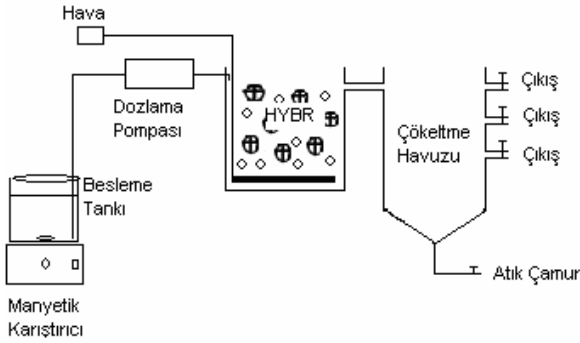 Hava
Dozlama
Pompası
HYBR
Çökeltme
Havuzu
Çıkış
Çıkış
Çıkış
Besleme
Tankı
Atık Çamur
Manyetik
Karıştırıcı